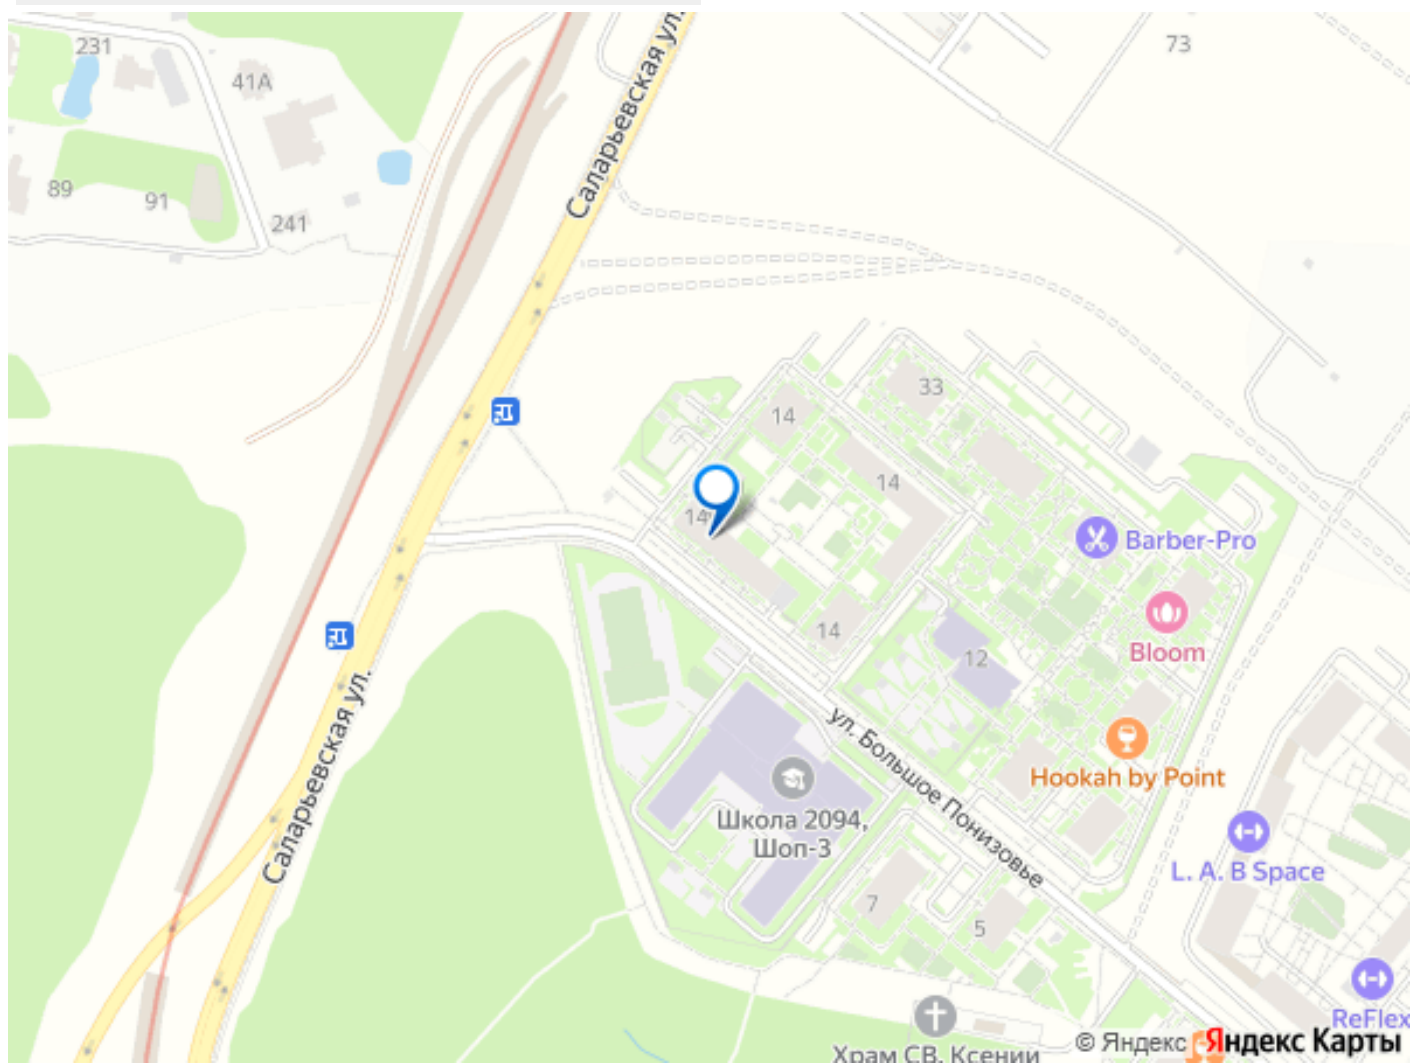 231
41А
73
Саларьевская ул.
89
91
241
33
14
14
14
Barber-Pro
Bloom
14
12
ул. Большое Понизовье
Hookah by Point
Школа 2094,
Шоп-3
Саларьевская ул.
L. A. B Space
7
5
ReFlex
Храм СВ. Ксении
© Яндекс
Яндекс Карты